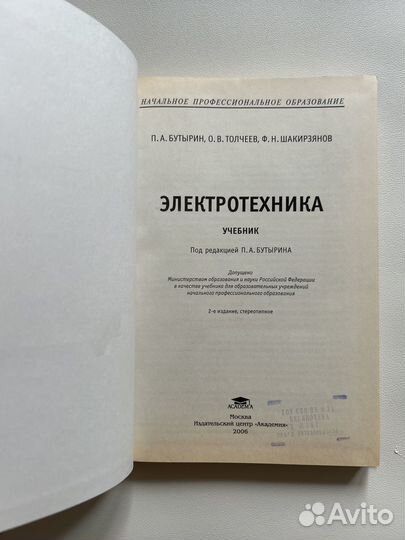 НАЧАЛЬНОЕ ПРОФЕССИОНАЛЬНОЕ ОБРАЗОВАНИЕ
П. А. БУТЫРИН, О. В. ТОЛЧЕЕВ, Ф. Н. ШАКИРЗЯНОВ
ЭЛЕКТРОТЕХНИКА
УЧЕБНИК
Под редакцией П. А. БУТЫРИНА
Допущено
Министерством образования и науки Российской Федерации
в качестве учебника для образовательных учреждений
начального профессионального образования
2-е издание, стереотипное
ACADEMA
Москва
Издательский центр «Академия»
2006
Avito